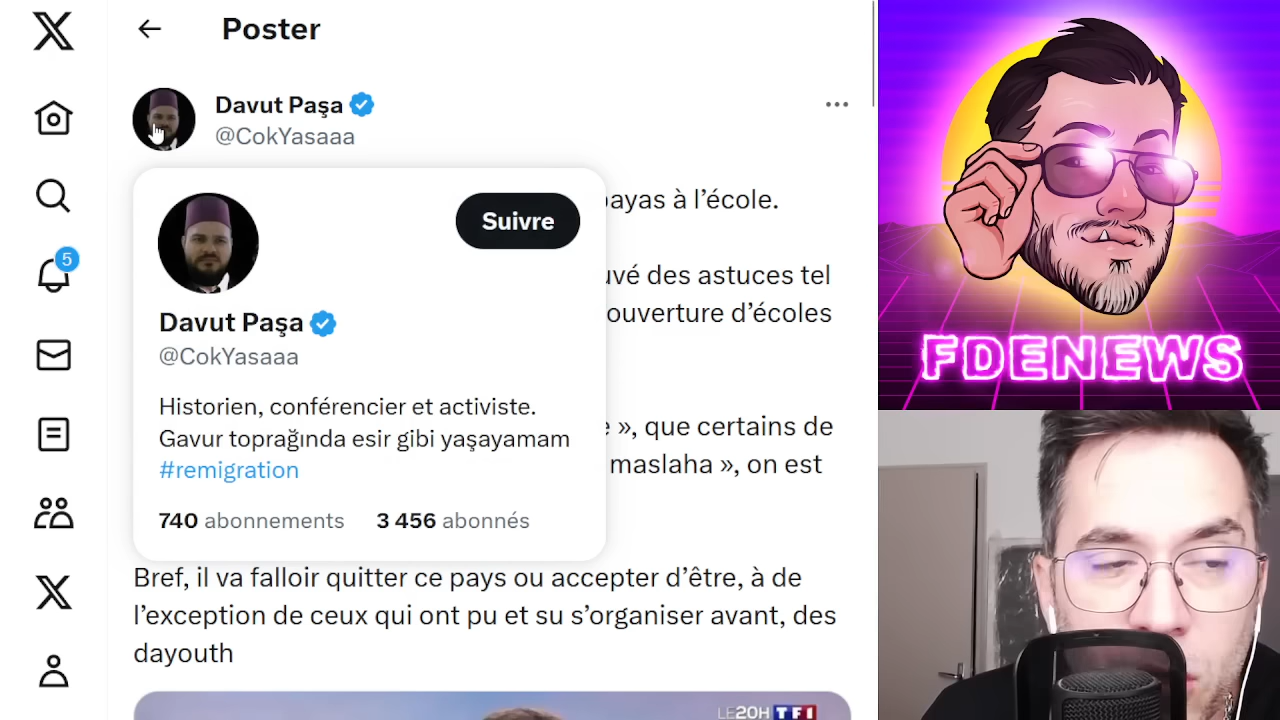 Poster
Davut Paşa
@CokYasaaa
payas à l’école.
Suivre
uvé des astuces tel
ouverture d’écoles
Davut Paşa
@CokYasaaa
Historien, conférencier et activiste.
Gavur toprağında esir gibi yaşayamam
#remigration
», que certains de
maslaha », on est
740 abonnements 3 456 abonnés
Bref, il va falloir quitter ce pays ou accepter d’être, à de
l’exception de ceux qui ont pu et su s’organiser avant, des
dayouth
LE20H TF1
5
FDENEWS